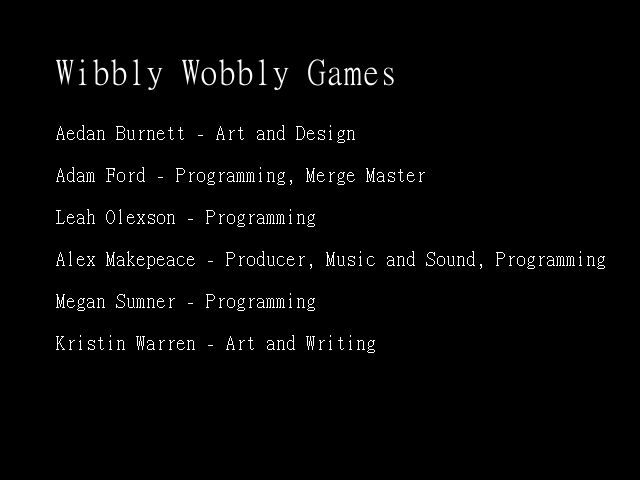 Wibbly Wobbly Games
Aedan Burnett - Art and Design
Adam Ford - Programming, Merge Master
Leah Olexson - Programming
Alex Makepeace - Producer, Music and Sound, Programming
Megan Sumner - Programming
Kristin Warren - Art and Writing